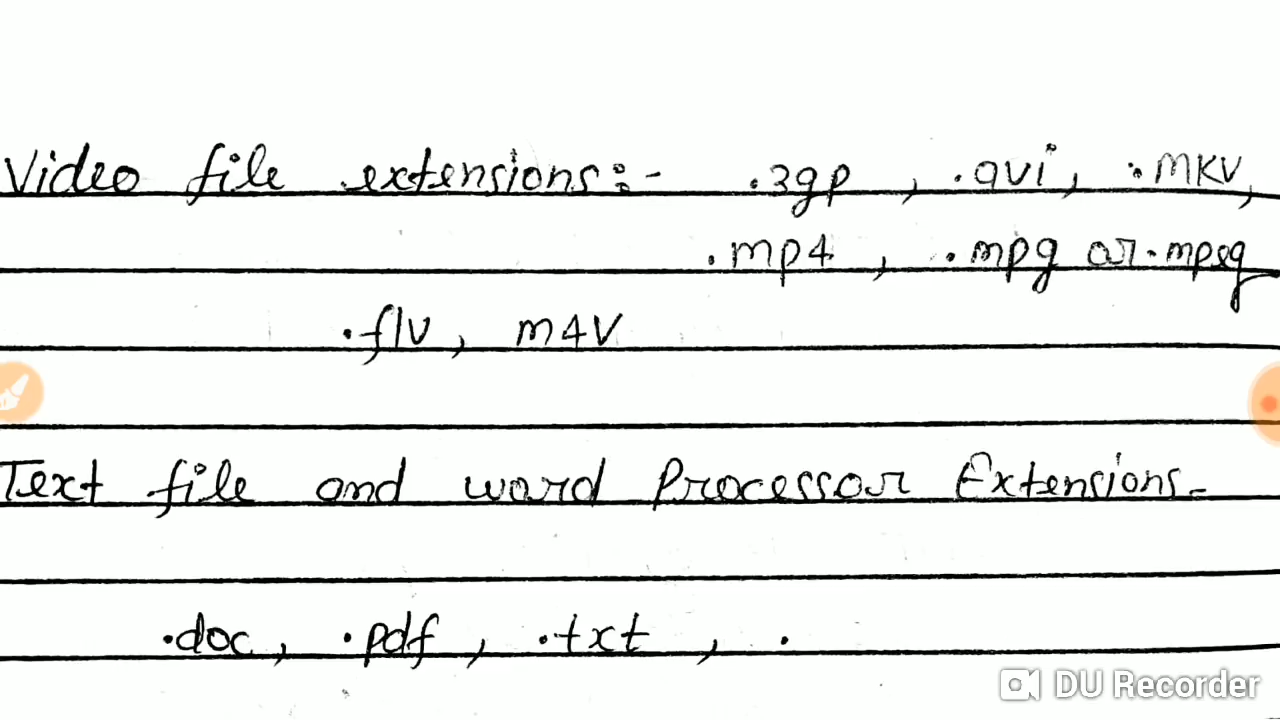 Video file extensions:- .3gp, .avi, .MKV,
.mp4, .mpg or .mpeg
.flv, m4v
Text file and word Processor Extensions-
.doc, .pdf, .txt, .
DU Recorder